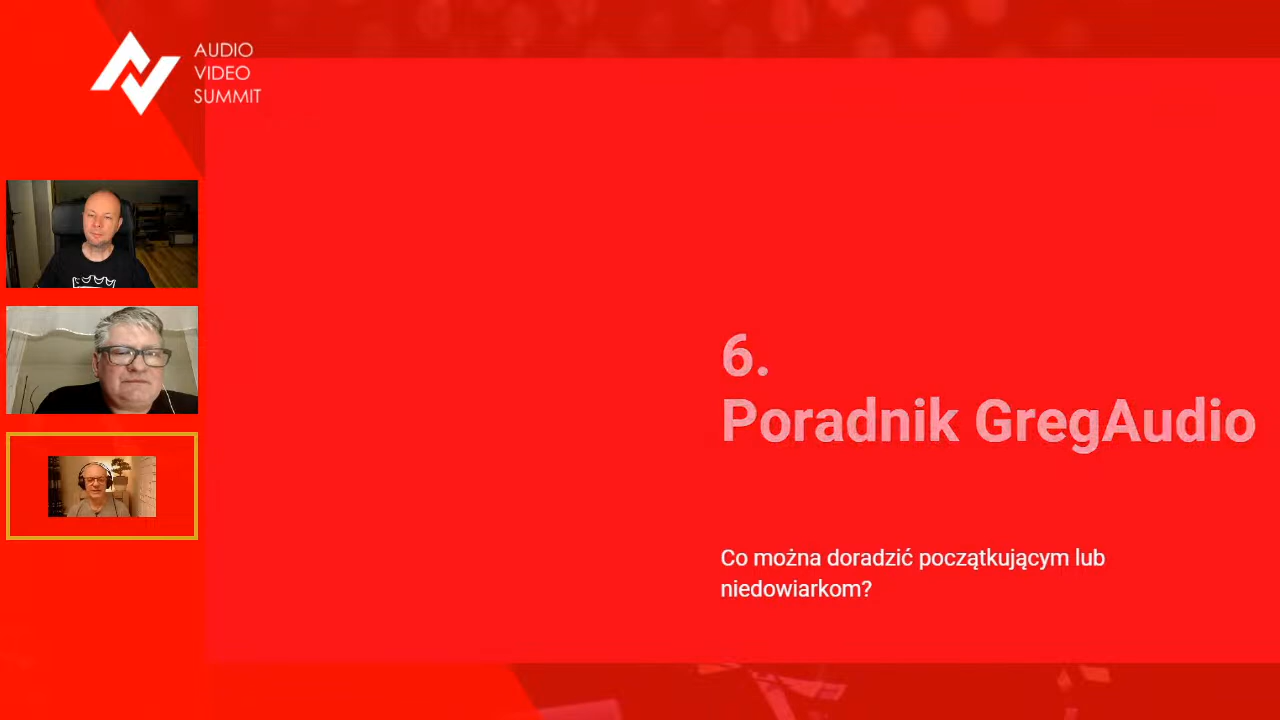 AUDIO
VIDEO
SUMMIT
6.
Poradnik GregAudio
Co można doradzić początkującym lub
niedowiarkom?